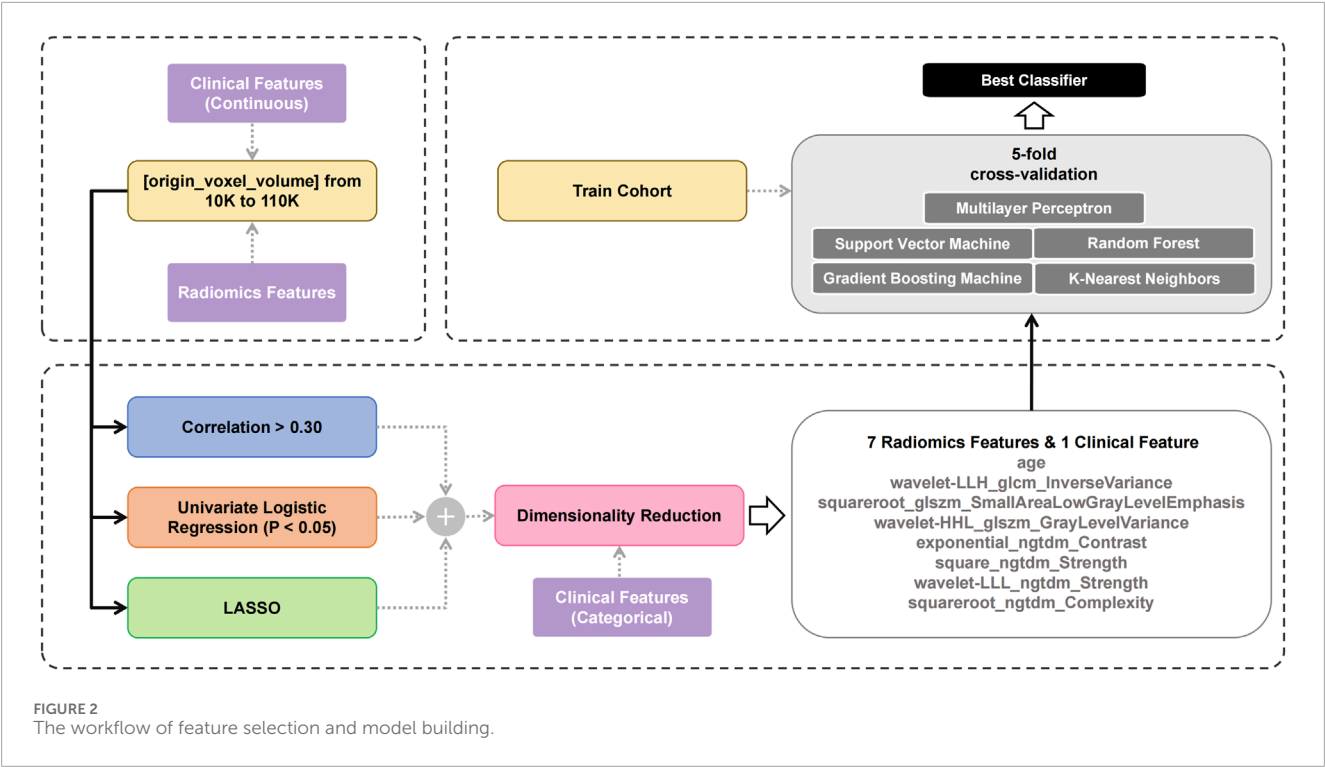 Clinical Features
(Continuous)
[origin_voxel_volume] from
10K to 110K
Radiomics Features
Train Cohort
Best Classifier
5-fold
cross-validation
Multilayer Perceptron
Support Vector Machine
Random Forest
Gradient Boosting Machine
K-Nearest Neighbors
Correlation > 0.30
Univariate Logistic
Regression (P < 0.05)
LASSO
+
Dimensionality Reduction
Clinical Features
(Categorical)
7 Radiomics Features & 1 Clinical Feature
age
wavelet-LLH_glcm_InverseVariance
squareroot_glszm_SmallAreaLowGrayLevelEmphasis
wavelet-HHL_glszm_GrayLevelVariance
exponential_ngtdm_Contrast
square_ngtdm_Strength
wavelet-LLL_ngtdm_Strength
squareroot_ngtdm_Complexity
FIGURE 2
The workflow of feature selection and model building.